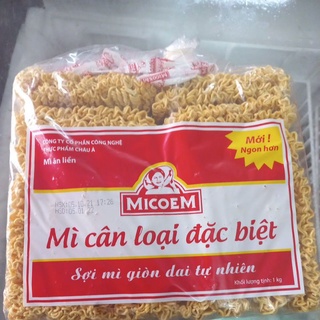 CÔNG TY CỔ PHẦN CÔNG NGHỆ
THỰC PHẨM CHÂU Á
Mì ăn liền
Mới !
Ngon hơn
MICOEM
Mì cân loại đặc biệt
Sợi mì giòn dai tự nhiên
Khối lượng tịnh: 1 kg